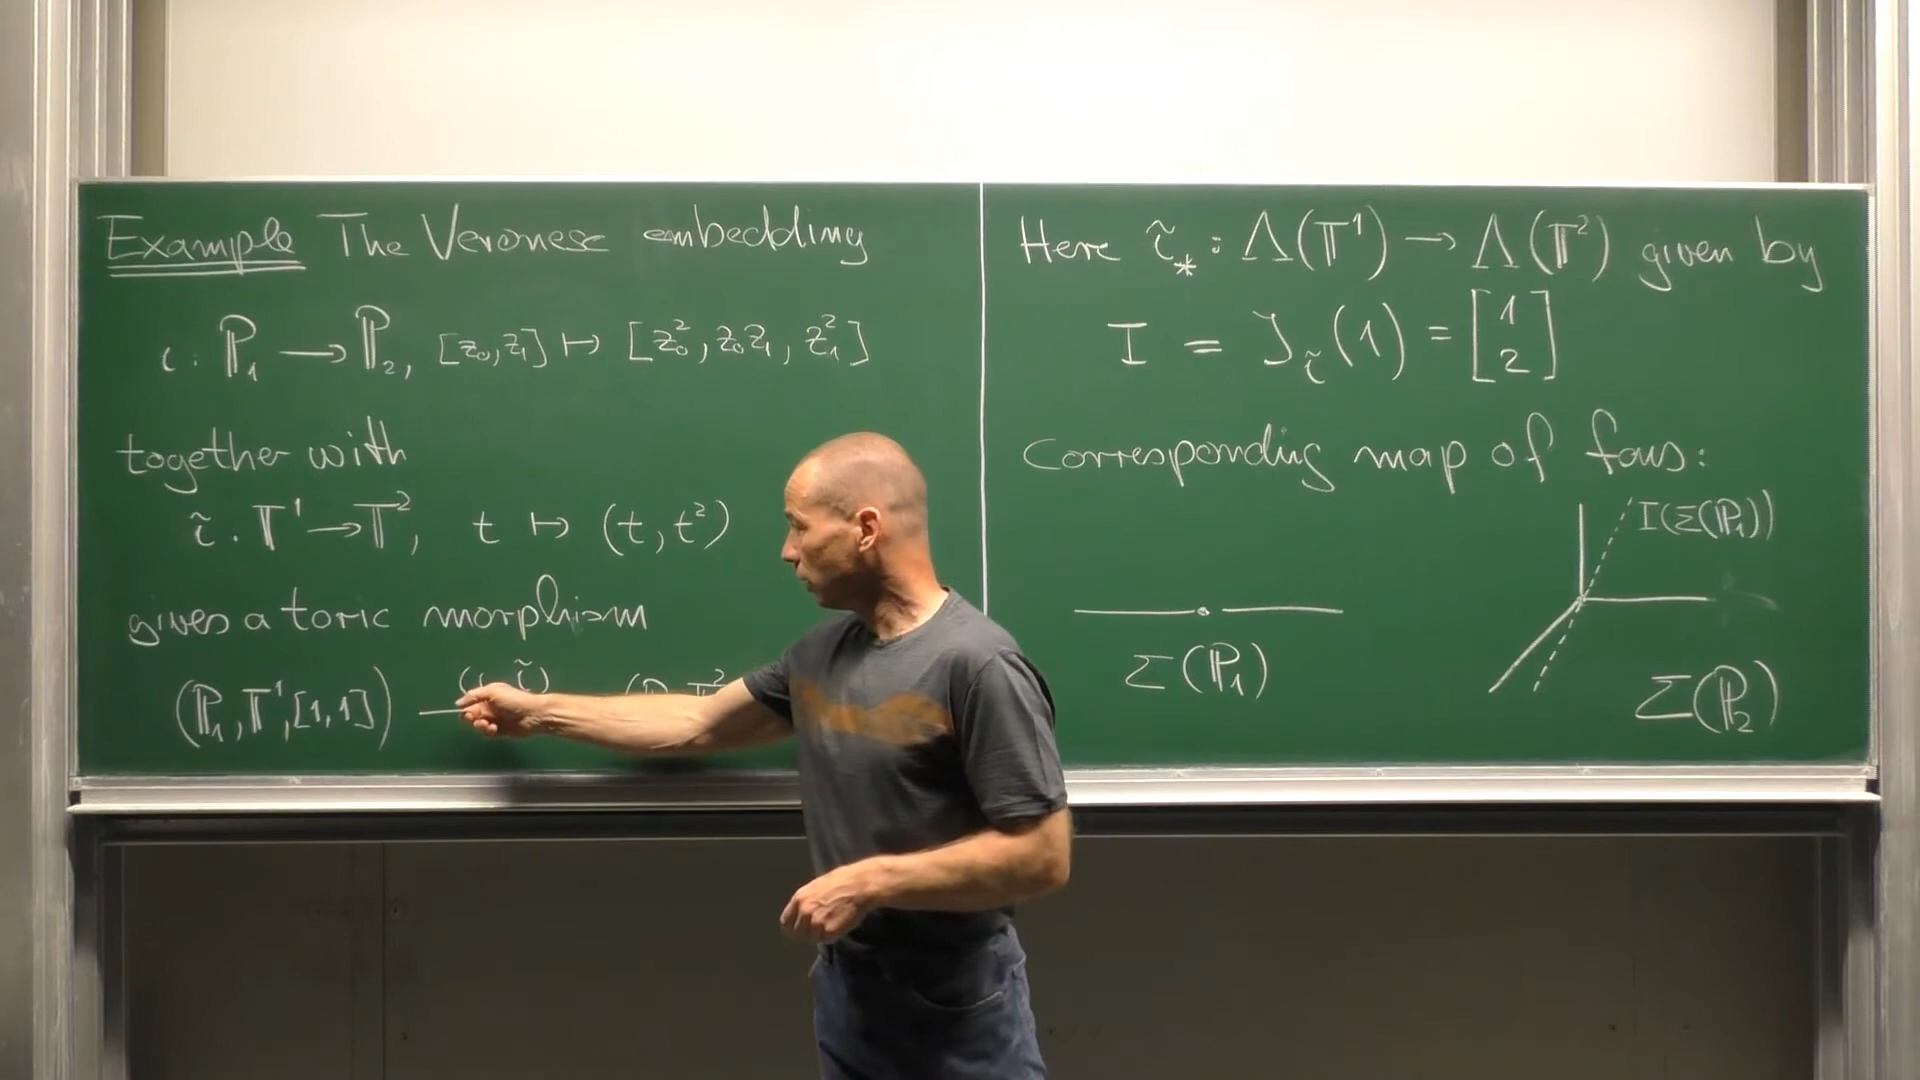 Example The Veronese embedding
ι: ℙ₁ → ℙ₂, [z₀,z₁] ↦ [z₀², z₀z₁, z₁²]
together with
ι̃: 𝕋¹ → 𝕋², t ↦ (t, t²)
gives a toric morphism
(ℙ₁, 𝕋¹, [1,1])
Here ι̃_*: Λ(𝕋¹) → Λ(𝕋²) given by
I = J_ι̃(1) = [1 2]
corresponding map of fans:
I(Σ(ℙ₁))
Σ(ℙ₁)
Σ(ℙ₂)